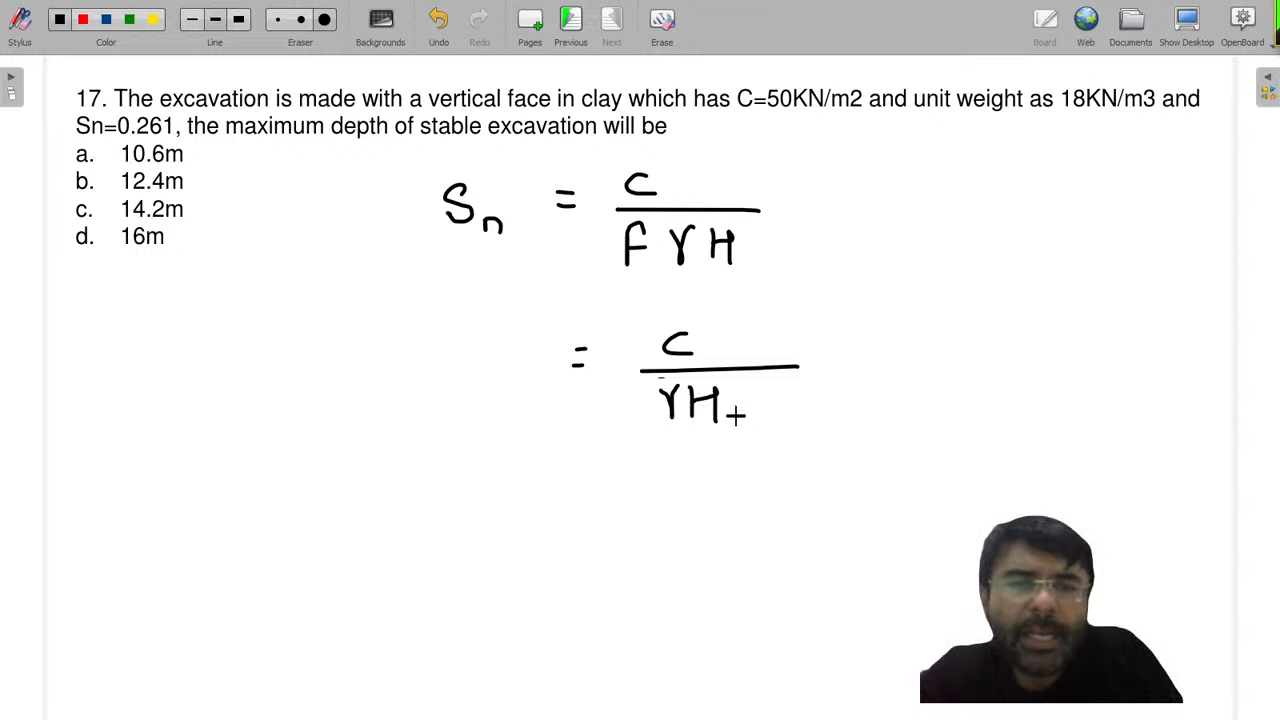 Stylus Color Line Eraser Backgrounds Undo Redo Pages Previous Next Erase Board Web Documents Show Desktop OpenBoard
17. The excavation is made with a vertical face in clay which has C=50KN/m2 and unit weight as 18KN/m3 and
Sn=0.261, the maximum depth of stable excavation will be
a. 10.6m
b. 12.4m
c. 14.2m
d. 16m
Sn = C
F γ H
= C
γ H